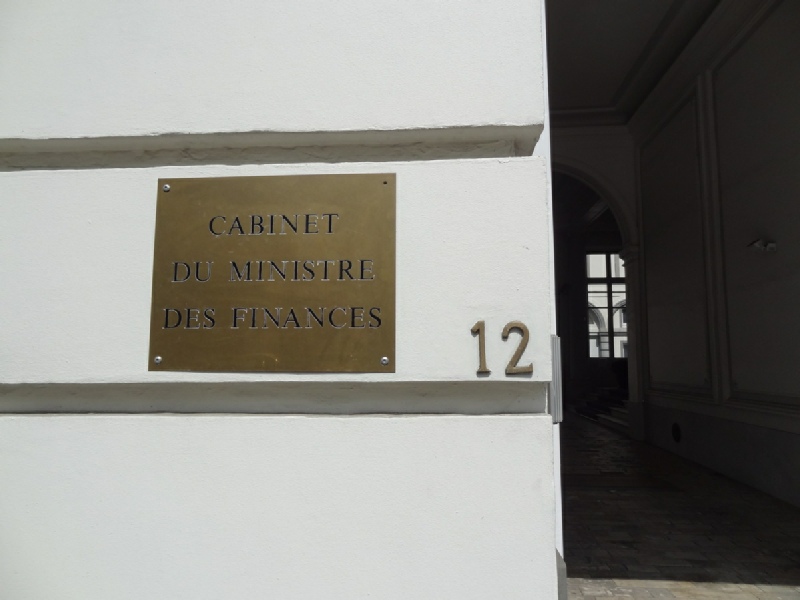 CABINET
DU MINISTRE
DES FINANCES
12